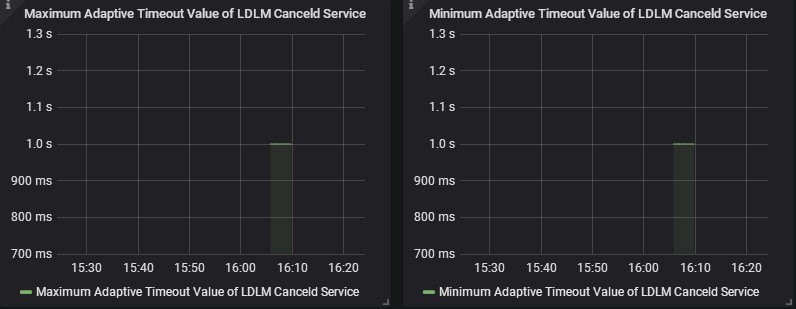 Maximum Adaptive Timeout Value of LDLM Canceld Service
1.3 s
1.2 s
1.1 s
1.0 s
900 ms
800 ms
700 ms
15:30 15:40 15:50 16:00 16:10 16:20
Maximum Adaptive Timeout Value of LDLM Canceld Service
Minimum Adaptive Timeout Value of LDLM Canceld Service
1.3 s
1.2 s
1.1 s
1.0 s
900 ms
800 ms
700 ms
15:30 15:40 15:50 16:00 16:10 16:20
Minimum Adaptive Timeout Value of LDLM Canceld Service